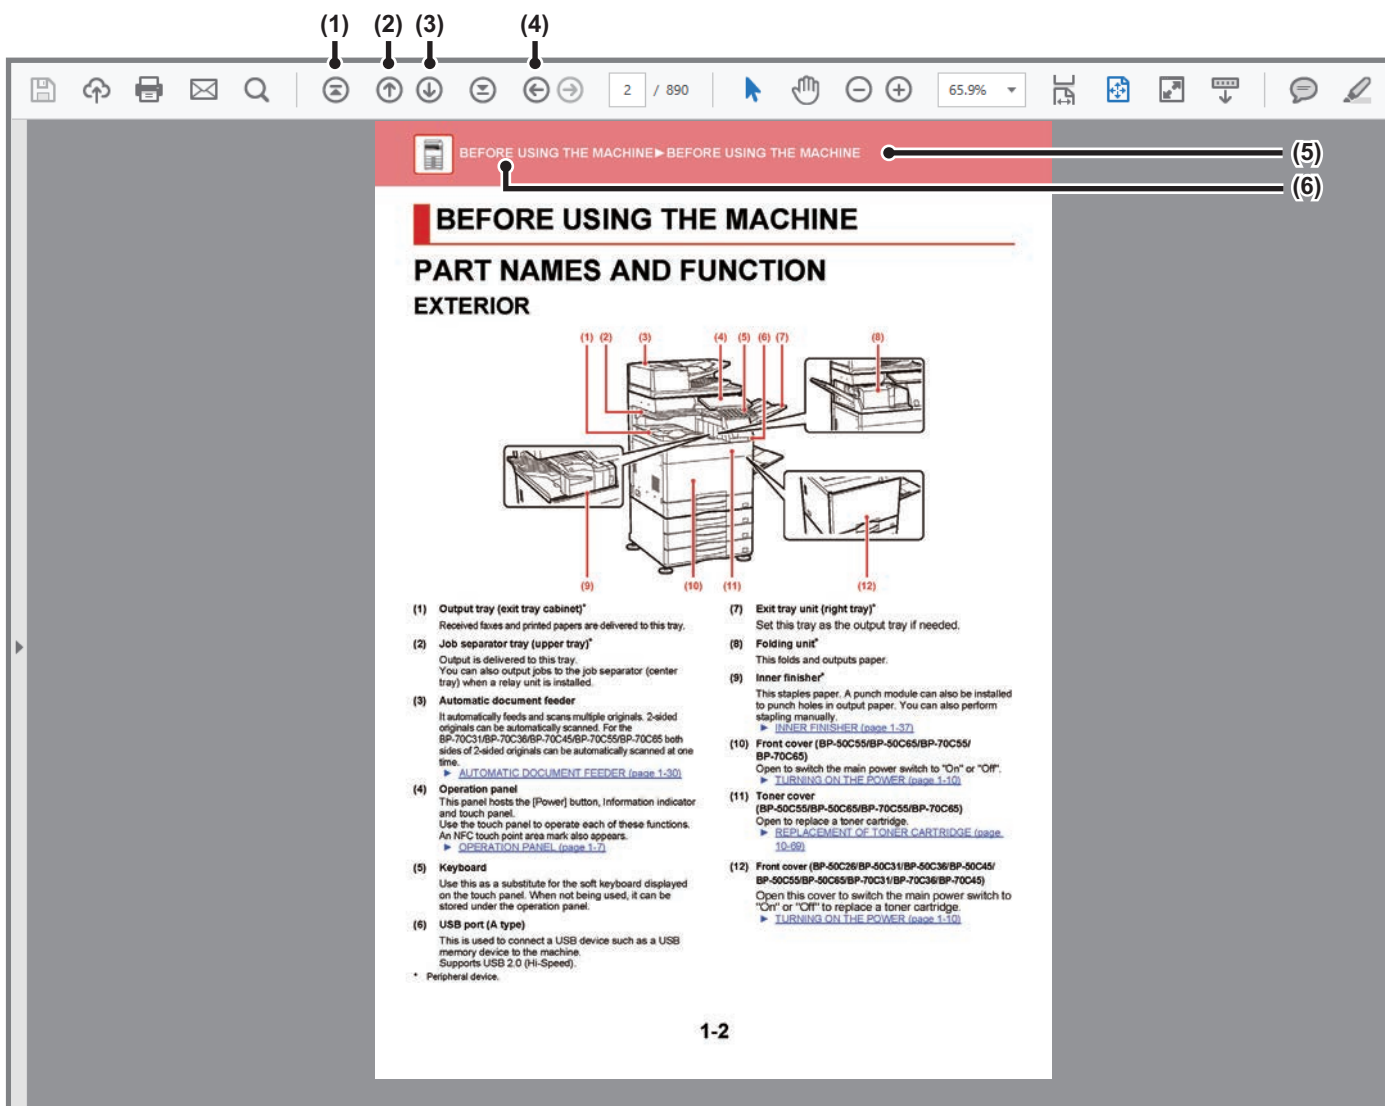 (1) (2) (3) (4)
2 / 890 65.9%
BEFORE USING THE MACHINE►BEFORE USING THE MACHINE
(5)
(6)
BEFORE USING THE MACHINE
PART NAMES AND FUNCTION
EXTERIOR
(1) (2) (3) (4) (5) (6) (7) (8)
(9) (10) (11) (12)
(1) Output tray (exit tray cabinet)*
Received faxes and printed papers are delivered to this tray.
(2) Job separator tray (upper tray)*
Output is delivered to this tray.
You can also output jobs to the job separator (center
tray) when a relay unit is installed.
(3) Automatic document feeder
It automatically feeds and scans multiple originals. 2-sided
originals can be automatically scanned. For the
BP-70C31/BP-70C36/BP-70C45/BP-70C55/BP-70C65 both
sides of 2-sided originals can be automatically scanned at one
time.
► AUTOMATIC DOCUMENT FEEDER (page 1-30)
(4) Operation panel
This panel hosts the [Power] button, Information indicator
and touch panel.
Use the touch panel to operate each of these functions.
An NFC touch point area mark also appears.
► OPERATION PANEL (page 1-7)
(5) Keyboard
Use this as a substitute for the soft keyboard displayed
on the touch panel. When not being used, it can be
stored under the operation panel.
(6) USB port (A type)
This is used to connect a USB device such as a USB
memory device to the machine.
Supports USB 2.0 (Hi-Speed).
* Peripheral device.
(7) Exit tray unit (right tray)*
Set this tray as the output tray if needed.
(8) Folding unit*
This folds and outputs paper.
(9) Inner finisher*
This staples paper. A punch module can also be installed
to punch holes in output paper. You can also perform
stapling manually.
► INNER FINISHER (page 1-37)
(10) Front cover (BP-50C55/BP-50C65/BP-70C55/
BP-70C65)
Open to switch the main power switch to "On" or "Off".
► TURNING ON THE POWER (page 1-10)
(11) Toner cover
(BP-50C55/BP-50C65/BP-70C55/BP-70C65)
Open to replace a toner cartridge.
► REPLACEMENT OF TONER CARTRIDGE (page
10-69)
(12) Front cover (BP-50C26/BP-50C31/BP-50C36/BP-50C45/
BP-50C55/BP-50C65/BP-70C31/BP-70C36/BP-70C45)
Open this cover to switch the main power switch to
"On" or "Off" to replace a toner cartridge.
► TURNING ON THE POWER (page 1-10)
1-2